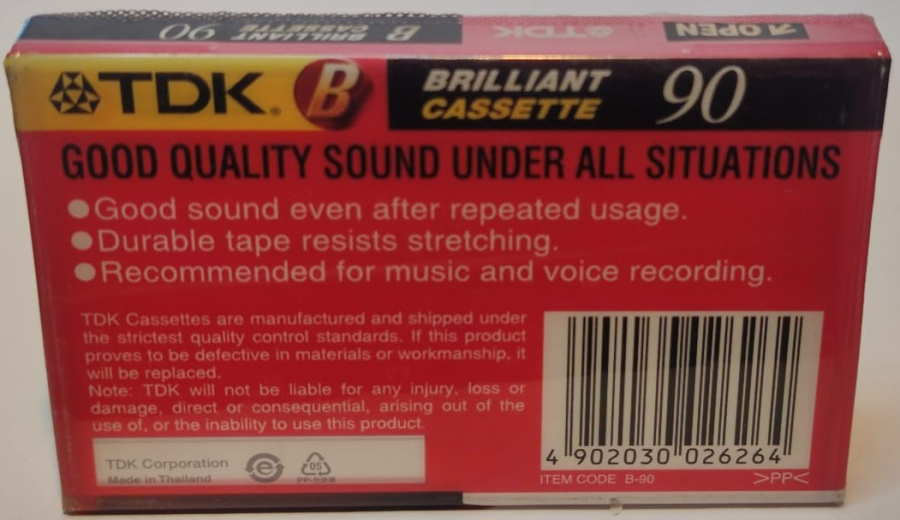 90 BRILLIANT CASSETTE B TDK OPEN
TDK. B BRILLIANT CASSETTE 90
GOOD QUALITY SOUND UNDER ALL SITUATIONS
●Good sound even after repeated usage.
●Durable tape resists stretching.
●Recommended for music and voice recording.
TDK Cassettes are manufactured and shipped under
the strictest quality control standards. If this product
proves to be defective in materials or workmanship, it
will be replaced.
Note: TDK will not be liable for any injury, loss or
damage, direct or consequential, arising out of the
use of, or the inability to use this product.
TDK Corporation
Made in Thailand
e
05
4 902030 026264
ITEM CODE B-90
>PP<